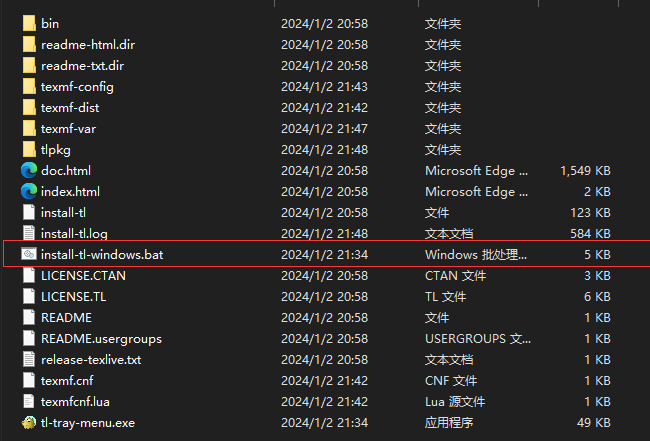 bin 2024/1/2 20:58 文件夹
readme-html.dir 2024/1/2 20:58 文件夹
readme-txt.dir 2024/1/2 20:58 文件夹
texmf-config 2024/1/2 21:43 文件夹
texmf-dist 2024/1/2 21:42 文件夹
texmf-var 2024/1/2 21:47 文件夹
tlpkg 2024/1/2 21:48 文件夹
doc.html 2024/1/2 20:58 Microsoft Edge ... 1,549 KB
index.html 2024/1/2 20:58 Microsoft Edge ... 2 KB
install-tl 2024/1/2 20:58 文件 123 KB
install-tl.log 2024/1/2 21:48 文本文档 584 KB
install-tl-windows.bat 2024/1/2 21:34 Windows 批处理... 5 KB
LICENSE.CTAN 2024/1/2 20:58 CTAN 文件 3 KB
LICENSE.TL 2024/1/2 20:58 TL 文件 6 KB
README 2024/1/2 20:58 文件 1 KB
README.usergroups 2024/1/2 20:58 USERGROUPS 文... 1 KB
release-texlive.txt 2024/1/2 20:58 文本文档 1 KB
texmf.cnf 2024/1/2 21:42 CNF 文件 1 KB
texmfcnf.lua 2024/1/2 21:42 Lua 源文件 1 KB
tl-tray-menu.exe 2024/1/2 21:34 应用程序 49 KB